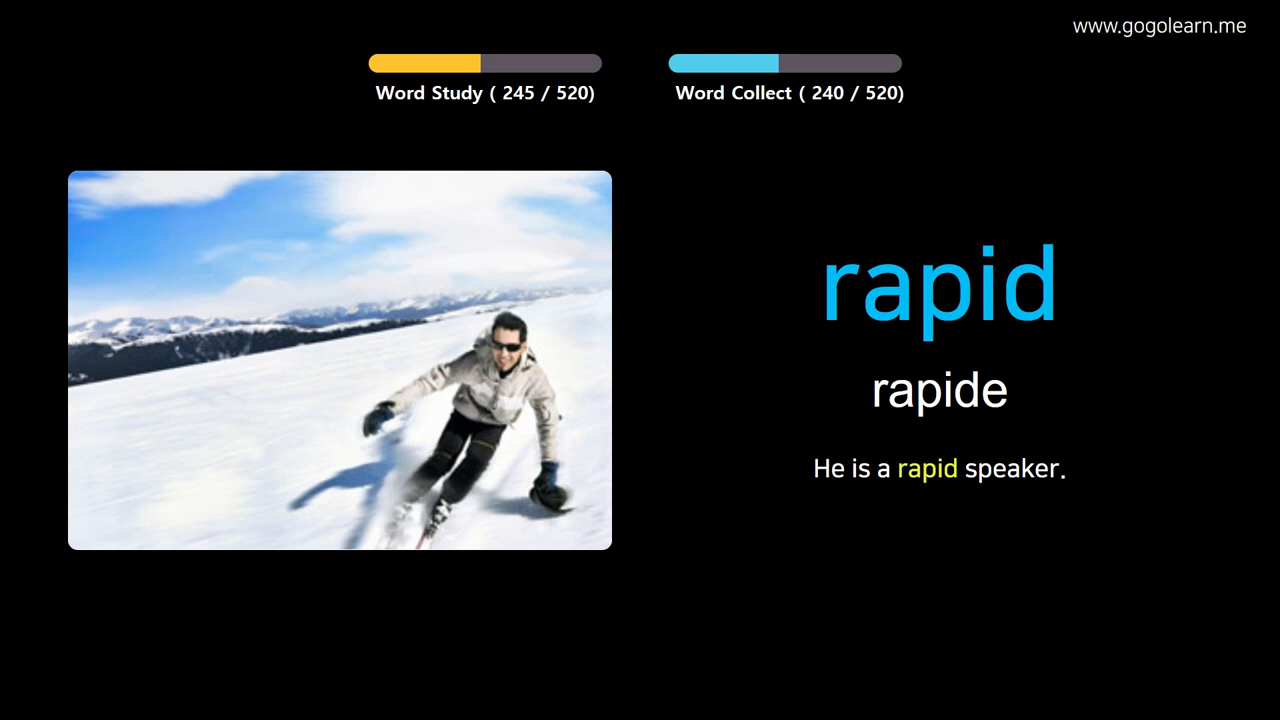 www.gogolearn.me
Word Study ( 245 / 520)
Word Collect ( 240 / 520)
rapid
rapide
He is a rapid speaker.